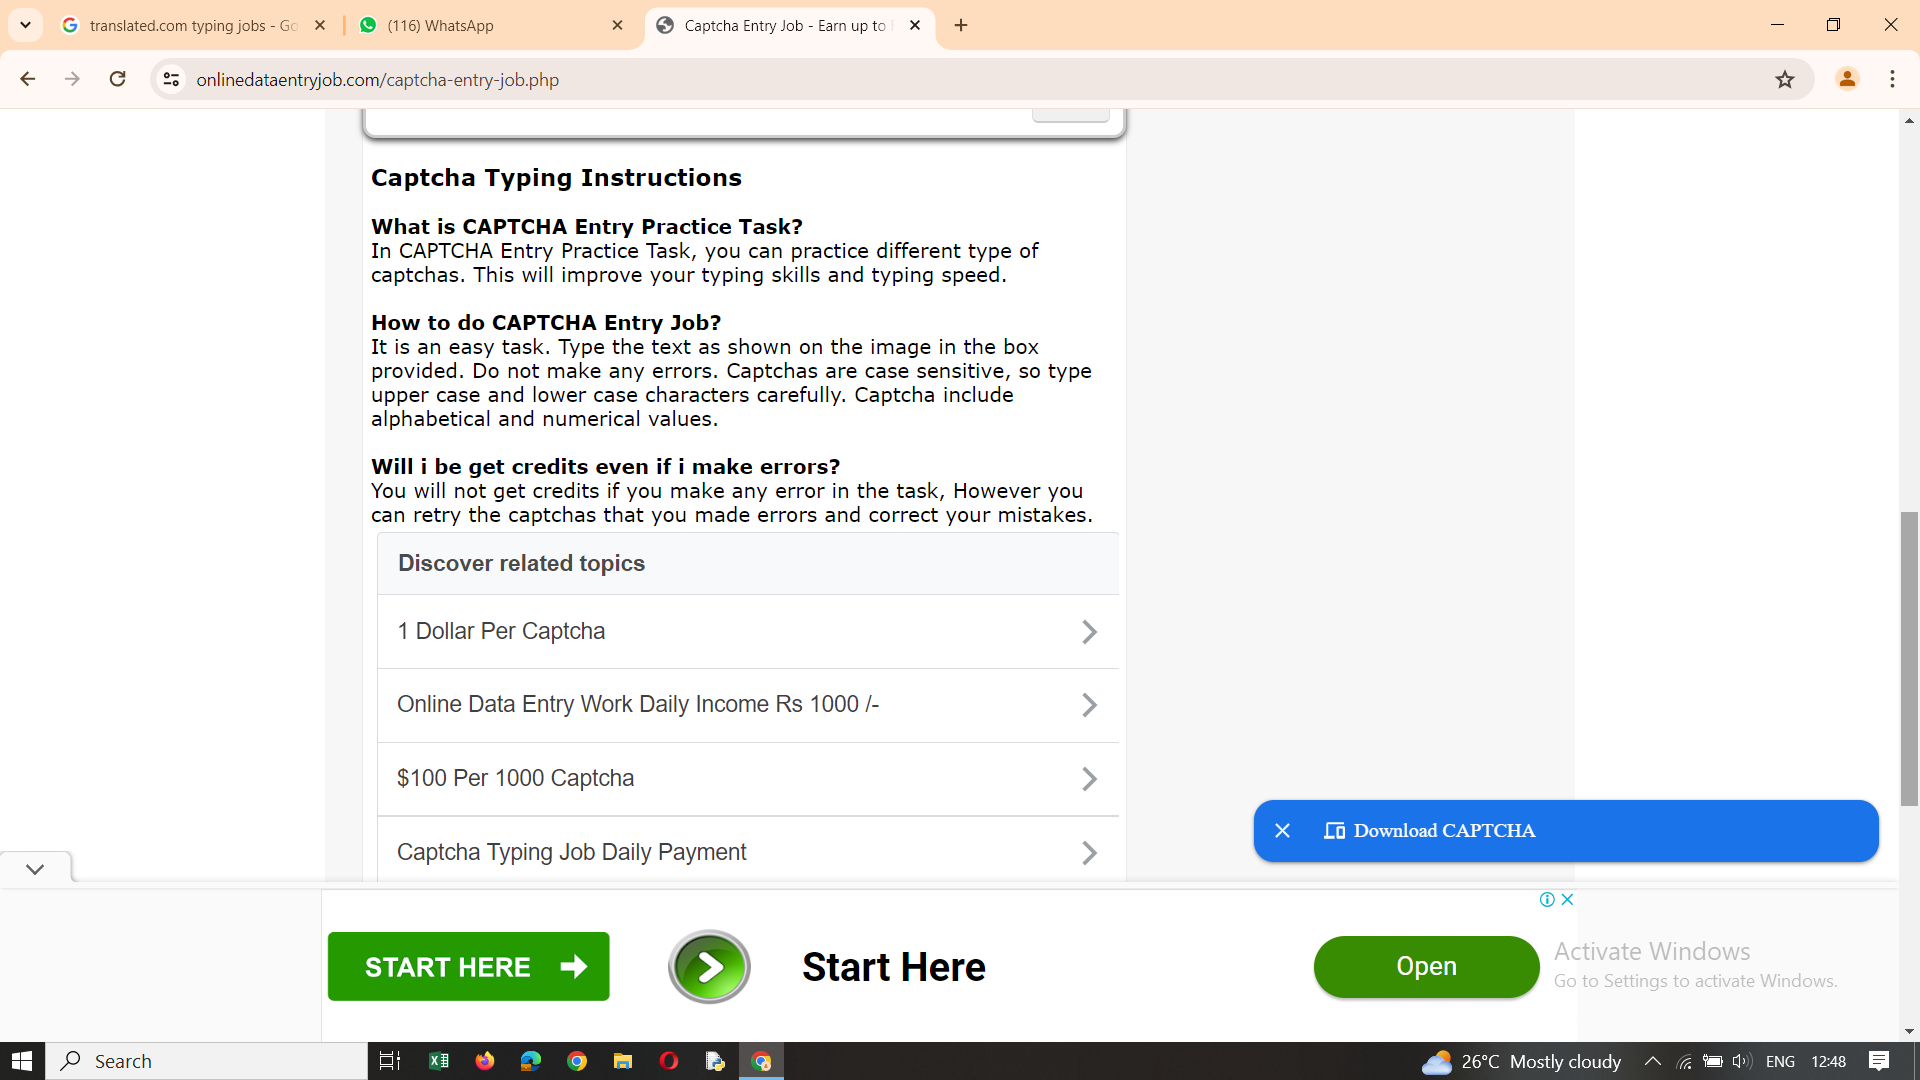 translated.com typing jobs - Go
(116) WhatsApp
Captcha Entry Job - Earn up to
onlinedataentryjob.com/captcha-entry-job.php
Captcha Typing Instructions
What is CAPTCHA Entry Practice Task?
In CAPTCHA Entry Practice Task, you can practice different type of
captchas. This will improve your typing skills and typing speed.
How to do CAPTCHA Entry Job?
It is an easy task. Type the text as shown on the image in the box
provided. Do not make any errors. Captchas are case sensitive, so type
upper case and lower case characters carefully. Captcha include
alphabetical and numerical values.
Will i be get credits even if i make errors?
You will not get credits if you make any error in the task, However you
can retry the captchas that you made errors and correct your mistakes.
Discover related topics
1 Dollar Per Captcha
Online Data Entry Work Daily Income Rs 1000 /-
$100 Per 1000 Captcha
Captcha Typing Job Daily Payment
Download CAPTCHA
START HERE
Start Here
Open
Activate Windows
Go to Settings to activate Windows.
Search
26°C Mostly cloudy
ENG
12:48